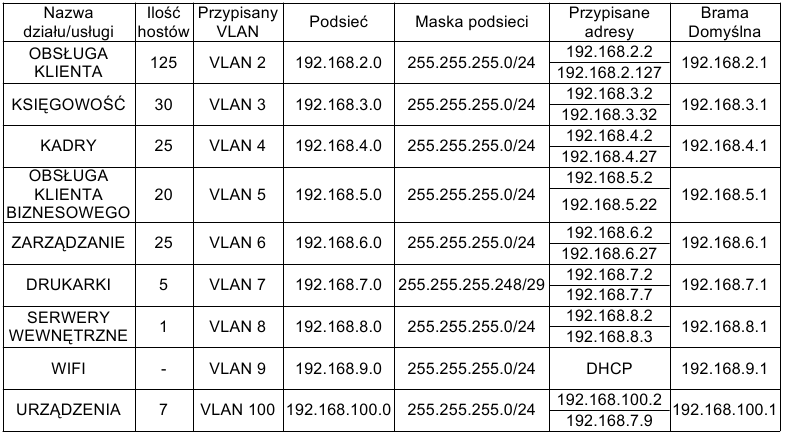 Nazwa działu/usługi | Ilość hostów | Przypisany VLAN | Podsieć | Maska podsieci | Przypisane adresy | Brama Domyślna
OBSŁUGA KLIENTA | 125 | VLAN 2 | 192.168.2.0 | 255.255.255.0/24 | 192.168.2.2 192.168.2.127 | 192.168.2.1
KSIĘGOWOŚĆ | 30 | VLAN 3 | 192.168.3.0 | 255.255.255.0/24 | 192.168.3.2 192.168.3.32 | 192.168.3.1
KADRY | 25 | VLAN 4 | 192.168.4.0 | 255.255.255.0/24 | 192.168.4.2 192.168.4.27 | 192.168.4.1
OBSŁUGA KLIENTA BIZNESOWEGO | 20 | VLAN 5 | 192.168.5.0 | 255.255.255.0/24 | 192.168.5.2 192.168.5.22 | 192.168.5.1
ZARZĄDZANIE | 25 | VLAN 6 | 192.168.6.0 | 255.255.255.0/24 | 192.168.6.2 192.168.6.27 | 192.168.6.1
DRUKARKI | 5 | VLAN 7 | 192.168.7.0 | 255.255.255.248/29 | 192.168.7.2 192.168.7.7 | 192.168.7.1
SERWERY WEWNĘTRZNE | 1 | VLAN 8 | 192.168.8.0 | 255.255.255.0/24 | 192.168.8.2 192.168.8.3 | 192.168.8.1
WIFI | - | VLAN 9 | 192.168.9.0 | 255.255.255.0/24 | DHCP | 192.168.9.1
URZĄDZENIA | 7 | VLAN 100 | 192.168.100.0 | 255.255.255.0/24 | 192.168.100.2 192.168.7.9 | 192.168.100.1